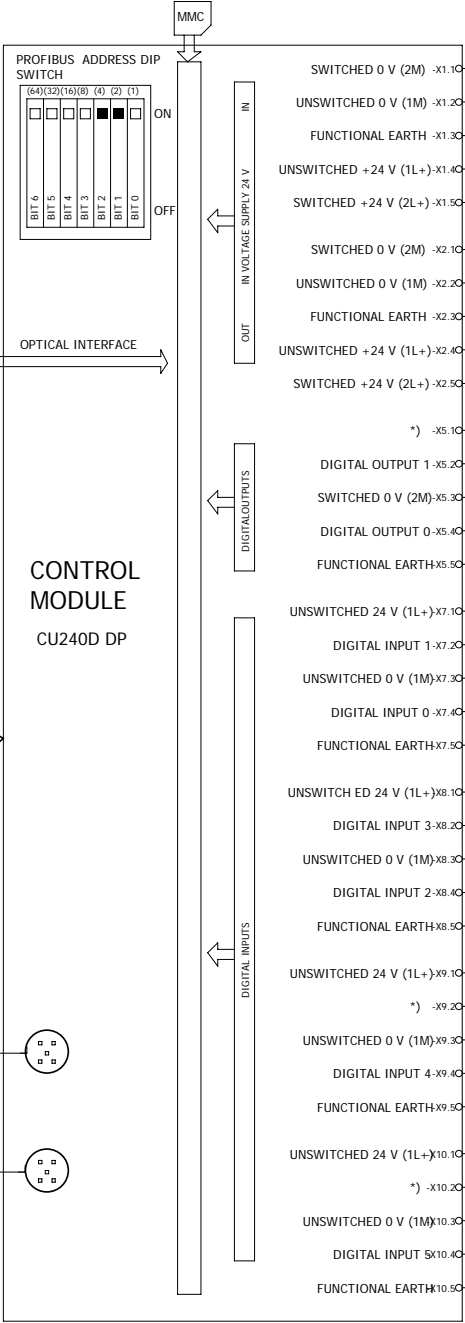 MMC
PROFIBUS ADDRESS DIP
SWITCH
(64)(32)(16)(8) (4) (2) (1)
ON
BIT 6 BIT 5 BIT 4 BIT 3 BIT 2 BIT 1 BIT 0
OFF
OPTICAL INTERFACE
CONTROL
MODULE
CU240D DP
IN
IN VOLTAGE SUPPLY 24 V
OUT
DIGITALOUTPUTS
DIGITAL INPUTS
SWITCHED 0 V (2M) -X1.1
UNSWITCHED 0 V (1M) -X1.2
FUNCTIONAL EARTH -X1.3
UNSWITCHED +24 V (1L+)-X1.4
SWITCHED +24 V (2L+) -X1.5
SWITCHED 0 V (2M) -X2.1
UNSWITCHED 0 V (1M) -X2.2
FUNCTIONAL EARTH -X2.3
UNSWITCHED +24 V (1L+)-X2.4
SWITCHED +24 V (2L+) -X2.5
*) -X5.1
DIGITAL OUTPUT 1 -X5.2
SWITCHED 0 V (2M)-X5.3
DIGITAL OUTPUT 0 -X5.4
FUNCTIONAL EARTH-X5.5
UNSWITCHED 24 V (1L+)-X7.1
DIGITAL INPUT 1 -X7.2
UNSWITCHED 0 V (1M)-X7.3
DIGITAL INPUT 0 -X7.4
FUNCTIONAL EARTH-X7.5
UNSWITCH ED 24 V (1L+)-X8.1
DIGITAL INPUT 3 -X8.2
UNSWITCHED 0 V (1M)-X8.3
DIGITAL INPUT 2 -X8.4
FUNCTIONAL EARTH-X8.5
UNSWITCHED 24 V (1L+)-X9.1
*) -X9.2
UNSWITCHED 0 V (1M)-X9.3
DIGITAL INPUT 4 -X9.4
FUNCTIONAL EARTH-X9.5
UNSWITCHED 24 V (1L+)-X10.1
*) -X10.2
UNSWITCHED 0 V (1M)-X10.3
DIGITAL INPUT 5-X10.4
FUNCTIONAL EARTH-X10.5